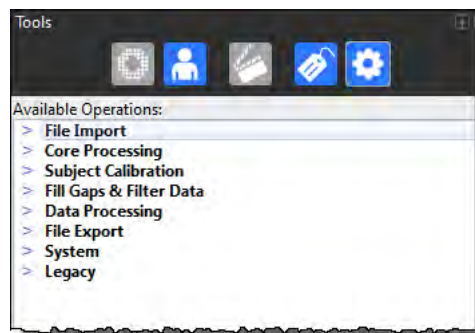 Tools
Available Operations:
> File Import
> Core Processing
> Subject Calibration
> Fill Gaps & Filter Data
> Data Processing
> File Export
> System
> Legacy